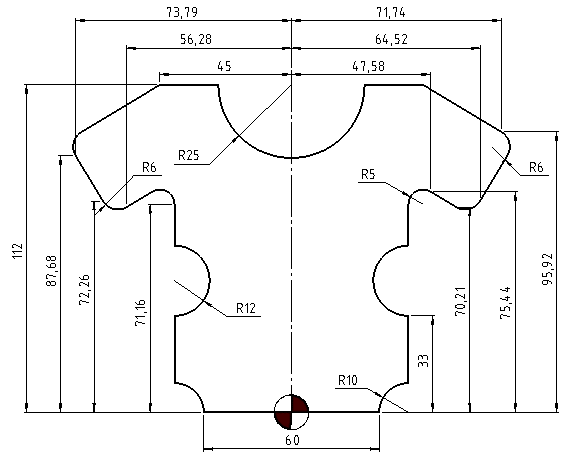 73,79
71,74
56,28
64,52
45
47,58
R25
R6
R5
R6
112
87,68
72,26
71,16
R12
R10
33
70,21
75,44
95,92
60